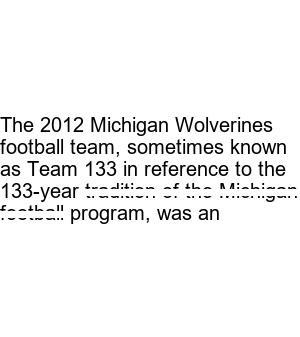 The 2012 Michigan Wolverines
football team, sometimes known
as Team 133 in reference to the
133-year tradition of the Michigan
football program, was an